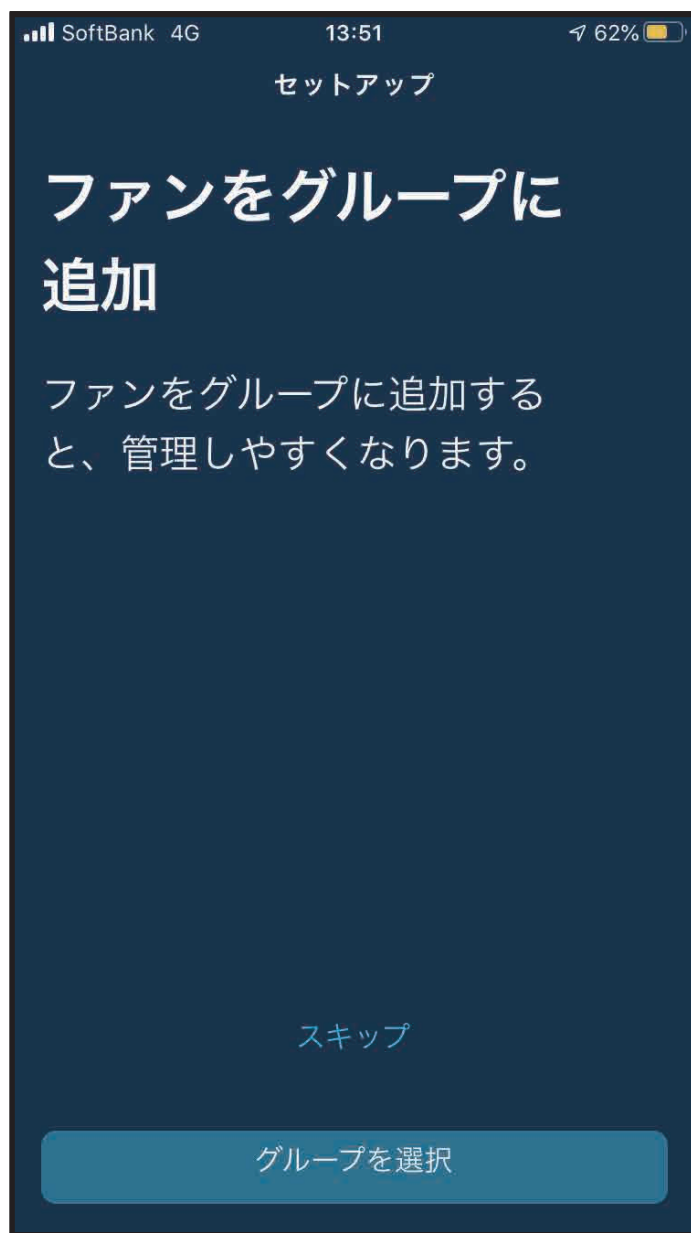 SoftBank 4G 13:51 62%
セットアップ
ファンをグループに
追加
ファンをグループに追加する
と、管理しやすくなります。
スキップ
グループを選択